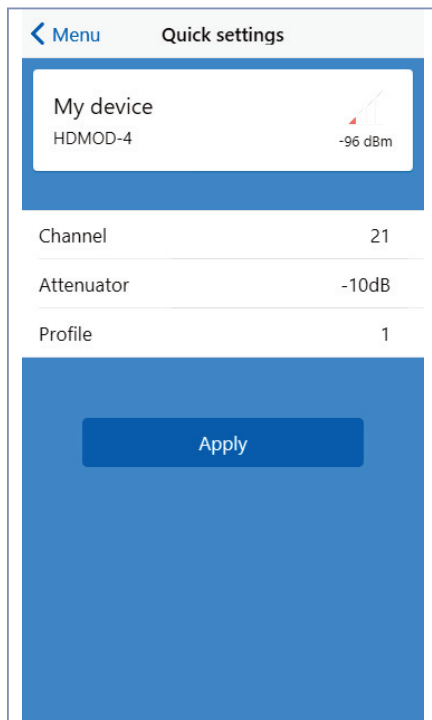 Menu Quick settings
My device
HDMOD-4
-96 dBm
Channel 21
Attenuator -10dB
Profile 1
Apply